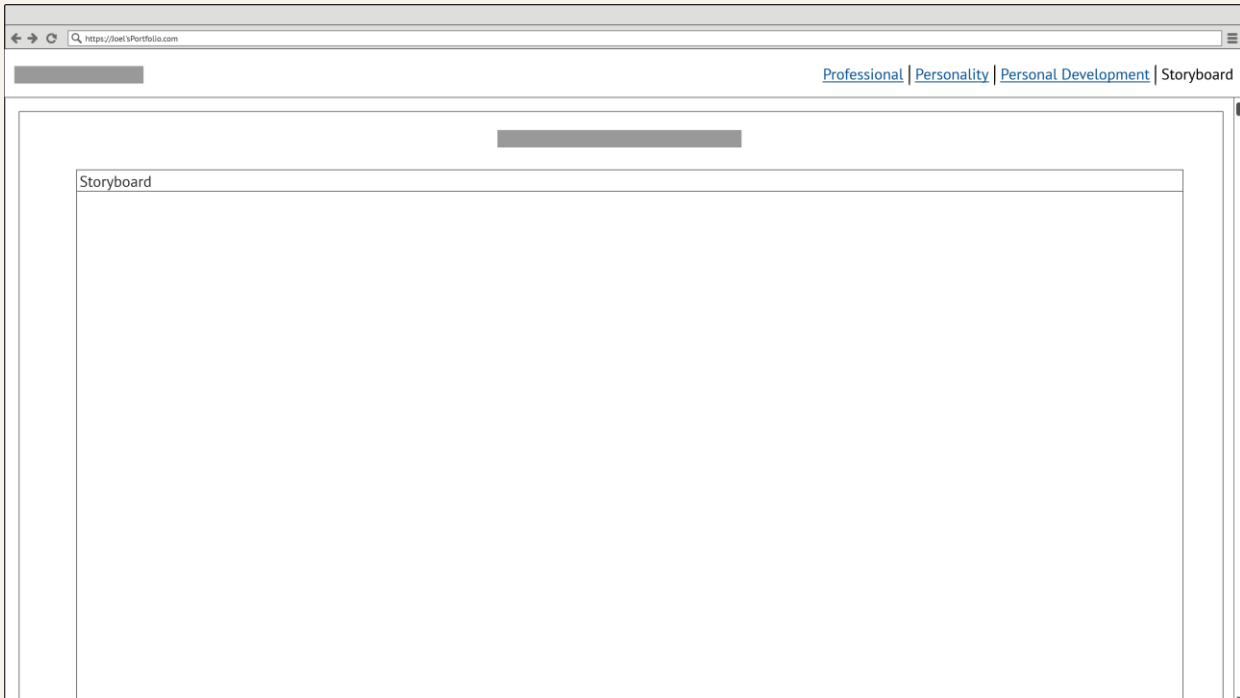 https://Joel'sPortfolio.com
Professional | Personality | Personal Development | Storyboard
Storyboard